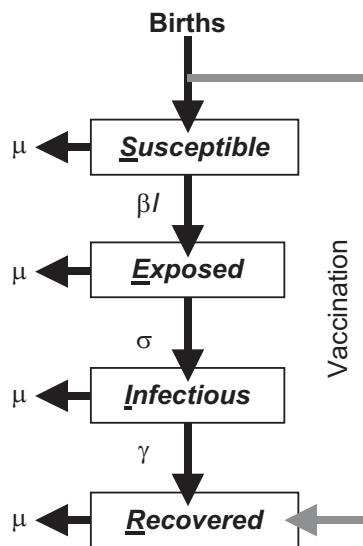 Births
μ
Susceptible
βI
μ
Exposed
Vaccination
σ
μ
Infectious
γ
μ
Recovered